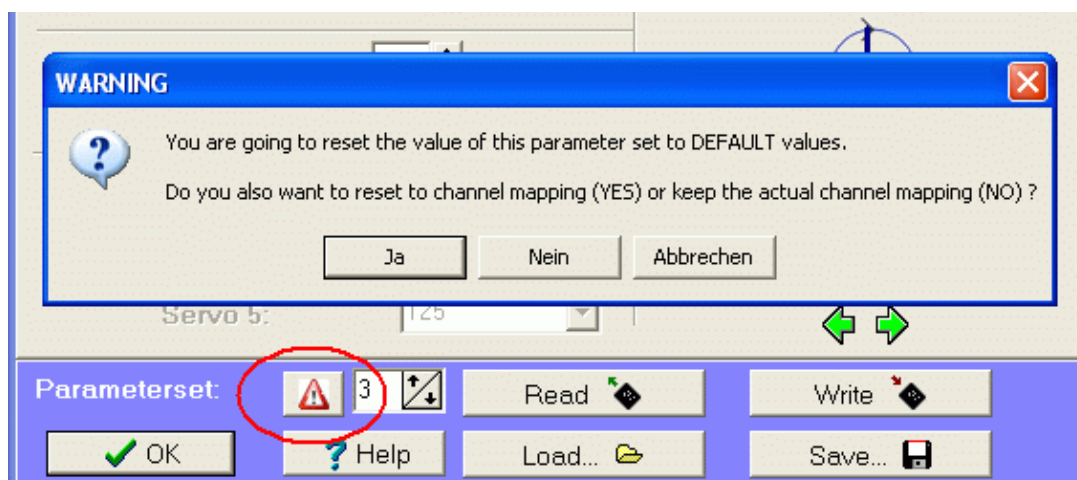 WARNING
You are going to reset the value of this parameter set to DEFAULT values.
Do you also want to reset to channel mapping (YES) or keep the actual channel mapping (NO) ?
Ja Nein Abbrechen
Servo 5: 125
Parameterset: 3 Read Write
OK Help Load... Save...